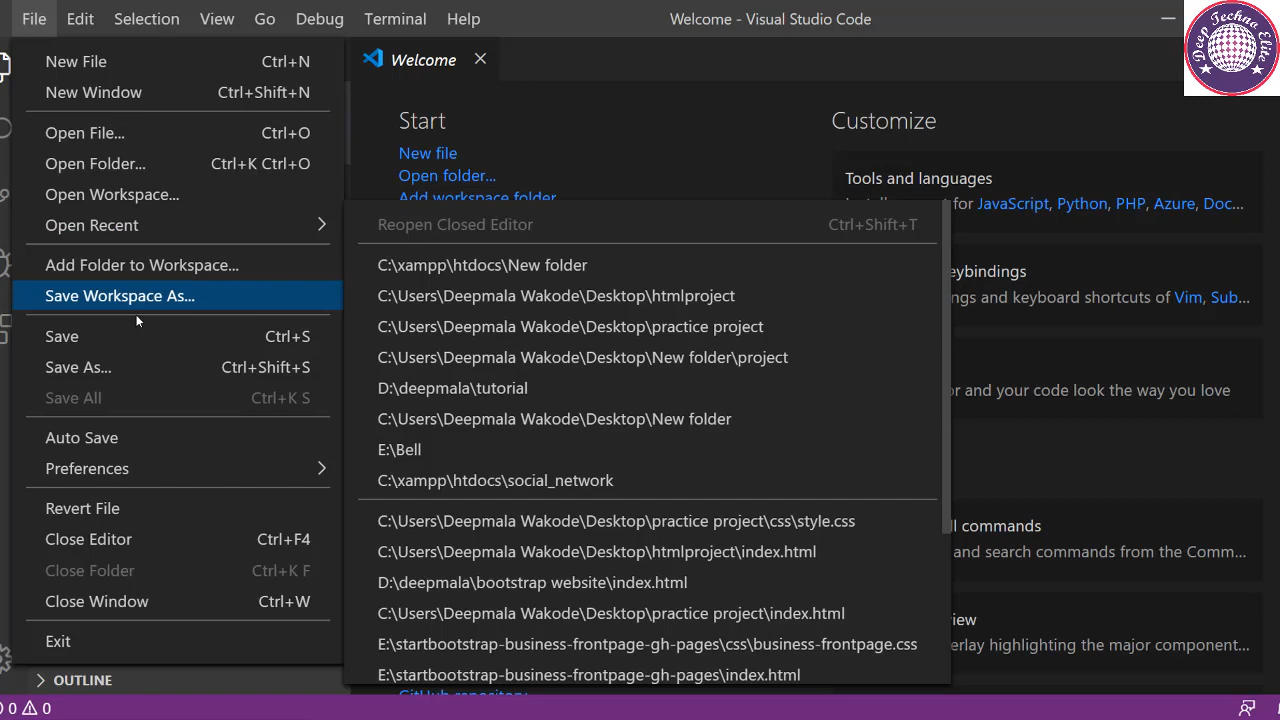 File Edit Selection View Go Debug Terminal Help Welcome - Visual Studio Code
Deep Techno Elite
New File Ctrl+N
New Window Ctrl+Shift+N
Open File... Ctrl+O
Open Folder... Ctrl+K Ctrl+O
Open Workspace...
Open Recent
Add Folder to Workspace...
Save Workspace As...
Save Ctrl+S
Save As... Ctrl+Shift+S
Save All Ctrl+K S
Auto Save
Preferences
Revert File
Close Editor Ctrl+F4
Close Folder Ctrl+K F
Close Window Ctrl+W
Exit
OUTLINE
0 0
Welcome
Start
New file
Open folder...
Add workspace folder
Reopen Closed Editor Ctrl+Shift+T
C:\xampp\htdocs\New folder
C:\Users\Deepmala Wakode\Desktop\htmlproject
C:\Users\Deepmala Wakode\Desktop\practice project
C:\Users\Deepmala Wakode\Desktop\New folder\project
D:\deepmala\tutorial
C:\Users\Deepmala Wakode\Desktop\New folder
E:\Bell
C:\xampp\htdocs\social_network
C:\Users\Deepmala Wakode\Desktop\practice project\css\style.css
C:\Users\Deepmala Wakode\Desktop\htmlproject\index.html
D:\deepmala\bootstrap website\index.html
C:\Users\Deepmala Wakode\Desktop\practice project\index.html
E:\startbootstrap-business-frontpage-gh-pages\css\business-frontpage.css
E:\startbootstrap-business-frontpage-gh-pages\index.html
GitHub repository
Customize
Tools and languages
for JavaScript, Python, PHP, Azure, Doc...
eybindings
ngs and keyboard shortcuts of Vim, Sub...
or and your code look the way you love
ll commands
and search commands from the Comm...
view
erlay highlighting the major component...